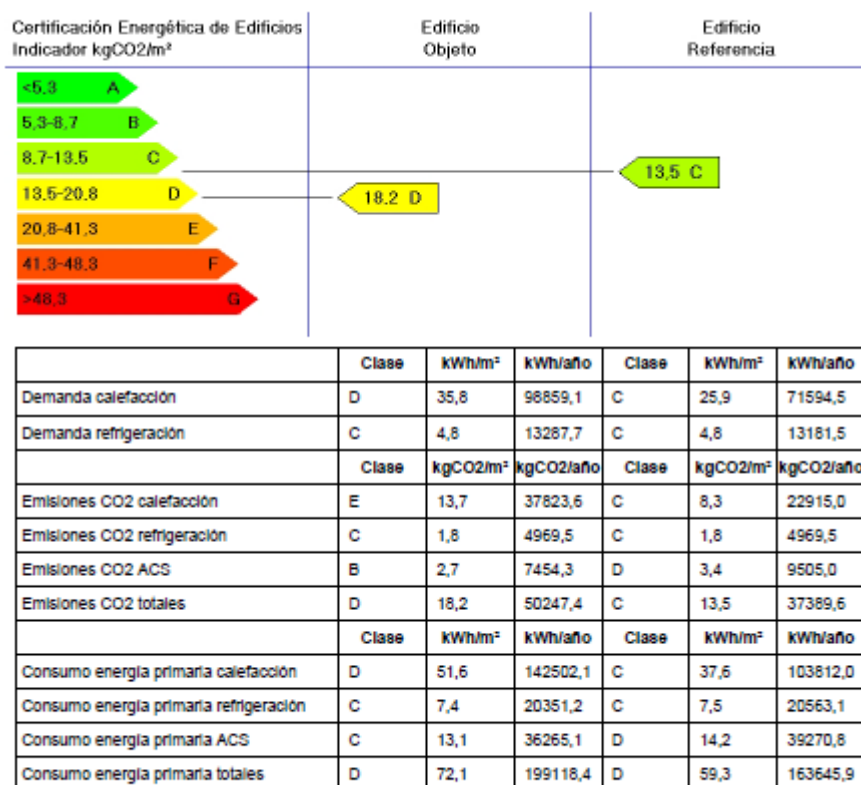 Certificación Energética de Edificios
Indicador kgCO2/m²
Edificio
Objeto
Edificio
Referencia
<5,3 A
5,3-8,7 B
8,7-13,5 C
13,5 C
13,5-20,8 D
18,2 D
20,8-41,3 E
41,3-48,3 F
>48,3 G
Clase kWh/m² kWh/año Clase kWh/m² kWh/año
Demanda calefacción D 35,8 98859,1 C 25,9 71594,5
Demanda refrigeración C 4,8 13287,7 C 4,8 13181,5
Clase kgCO2/m² kgCO2/año Clase kgCO2/m² kgCO2/año
Emisiones CO2 calefacción E 13,7 37823,6 C 8,3 22915,0
Emisiones CO2 refrigeración C 1,8 4969,5 C 1,8 4969,5
Emisiones CO2 ACS B 2,7 7454,3 D 3,4 9505,0
Emisiones CO2 totales D 18,2 50247,4 C 13,5 37389,6
Clase kWh/m² kWh/año Clase kWh/m² kWh/año
Consumo energía primaria calefacción D 51,6 142502,1 C 37,6 103812,0
Consumo energía primaria refrigeración C 7,4 20351,2 C 7,5 20563,1
Consumo energía primaria ACS C 13,1 36265,1 D 14,2 39270,8
Consumo energía primaria totales D 72,1 199118,4 D 59,3 163645,9